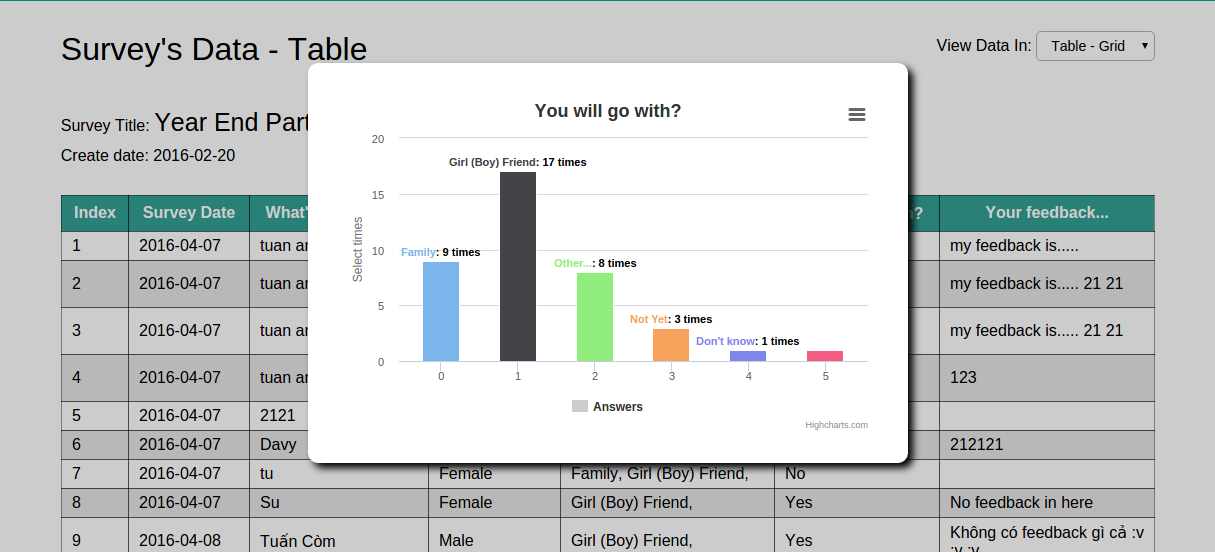 Survey's Data - Table
View Data In: Table - Grid
Survey Title: Year End Part
Create date: 2016-02-20
You will go with?
Select times
20
15
10
5
0
Girl (Boy) Friend: 17 times
Family: 9 times
Other...: 8 times
Not Yet: 3 times
Don't know: 1 times
0 1 2 3 4 5
Answers
Highcharts.com
Index Survey Date What' ? Your feedback...
1 2016-04-07 tuan an my feedback is.....
2 2016-04-07 tuan an my feedback is..... 21 21
3 2016-04-07 tuan an my feedback is..... 21 21
4 2016-04-07 tuan an 123
5 2016-04-07 2121
6 2016-04-07 Davy 212121
7 2016-04-07 tu Female Family, Girl (Boy) Friend, No
8 2016-04-07 Su Female Girl (Boy) Friend, Yes No feedback in here
9 2016-04-08 Tuấn Còm Male Girl (Boy) Friend, Yes Không có feedback gì cả :v
:v :v